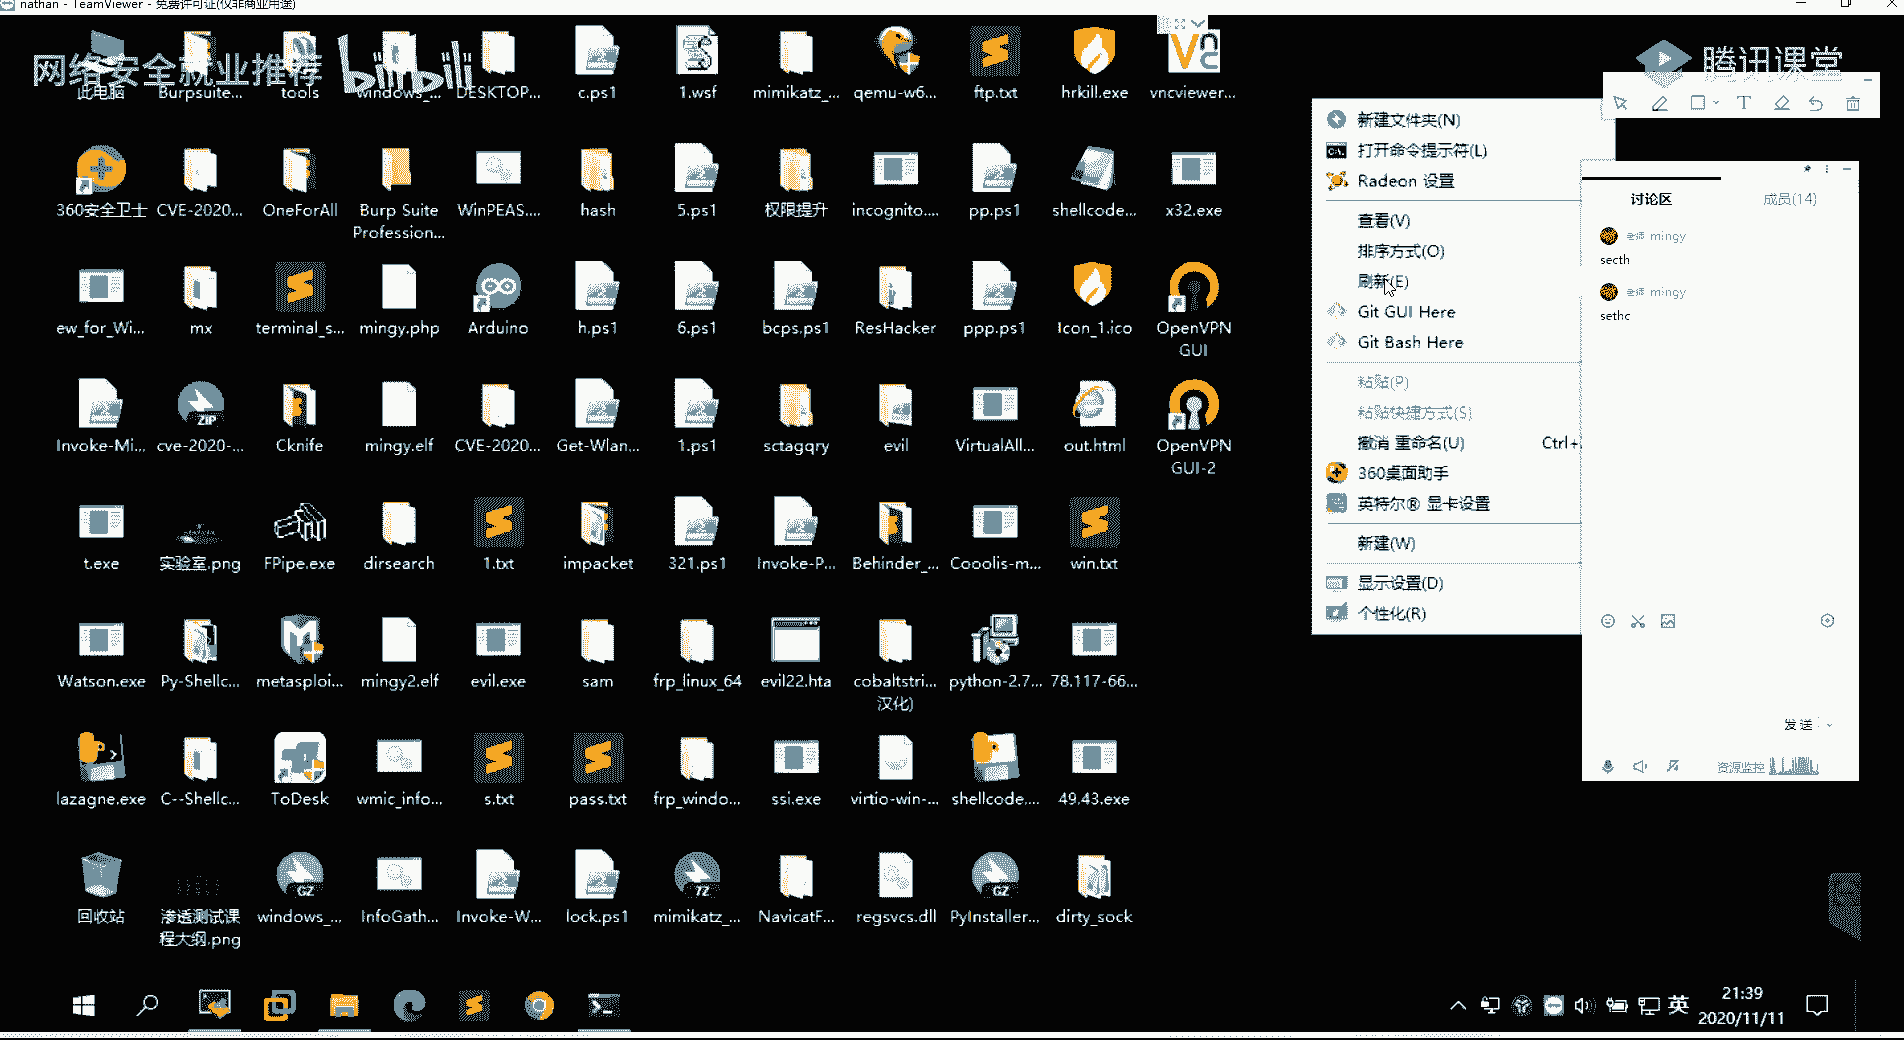 nathan - TeamViewer - 免费许可证(仅非商业用途)
网络安全就业推荐 bilibili
腾讯课堂
此电脑 Burpsuite... tools windows_... DESKTOP... c.ps1 1.wsf mimikatz_... qemu-w6... ftp.txt hrkill.exe vncviewer...
360安全卫士 CVE-2020... OneForAll Burp Suite Profession... WinPEAS.... hash 5.ps1 权限提升 incognito.... pp.ps1 shellcode... x32.exe
ew_for_Wi... mx terminal_s... mingy.php Arduino h.ps1 6.ps1 bcps.ps1 ResHacker ppp.ps1 Icon_1.ico OpenVPN GUI
Invoke-Mi... cve-2020-... Cknife mingy.elf CVE-2020... Get-Wlan... 1.ps1 sctagqry evil VirtualAll... out.html OpenVPN GUI-2
t.exe 实验室.png FPipe.exe dirsearch 1.txt impacket 321.ps1 Invoke-P... Behinder_... Cooolis-m... win.txt
Watson.exe Py-Shellc... metasploi... mingy2.elf evil.exe sam frp_linux_64 evil22.hta cobaltstri... 汉化) python-2.7... 78.117-66...
lazagne.exe C--Shellc... ToDesk wmic_info... s.txt pass.txt frp_windo... ssi.exe virtio-win-... shellcode.... 49.43.exe
回收站 渗透测试课程大纲.png windows_... InfoGath... Invoke-W... lock.ps1 mimikatz_... NavicatF... regsvcs.dll PyInstaller... dirty_sock
新建文件夹(N)
打开命令提示符(L)
Radeon 设置
查看(V)
排序方式(O)
刷新(E)
Git GUI Here
Git Bash Here
粘贴(P)
粘贴快捷方式(S)
撤消 重命名(U) Ctrl+
360桌面助手
英特尔® 显卡设置
新建(W)
显示设置(D)
个性化(R)
讨论区 成员(14)
老师 mingy
secth
老师 mingy
sethc
发送
资源监控
英
21:39
2020/11/11